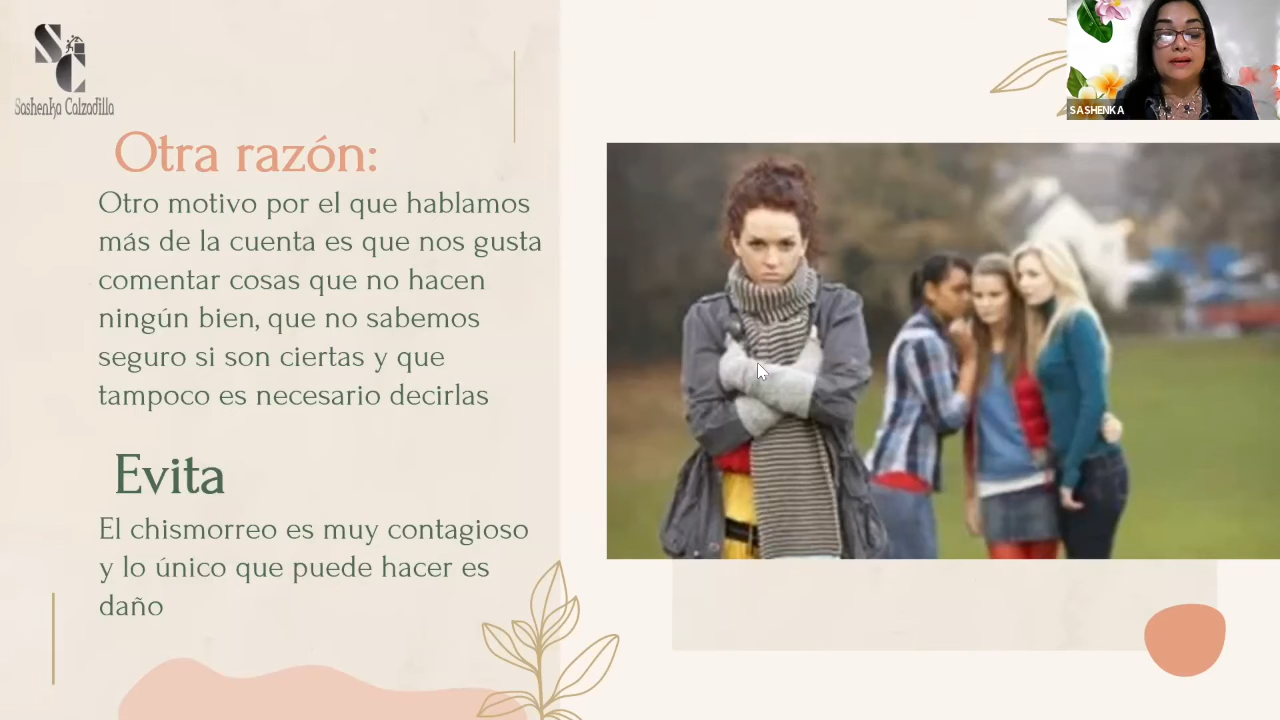 SC
Sashenka Calzadilla
SASHENKA
Otra razón:
Otro motivo por el que hablamos
más de la cuenta es que nos gusta
comentar cosas que no hacen
ningún bien, que no sabemos
seguro si son ciertas y que
tampoco es necesario decirlas
Evita
El chismorreo es muy contagioso
y lo único que puede hacer es
daño